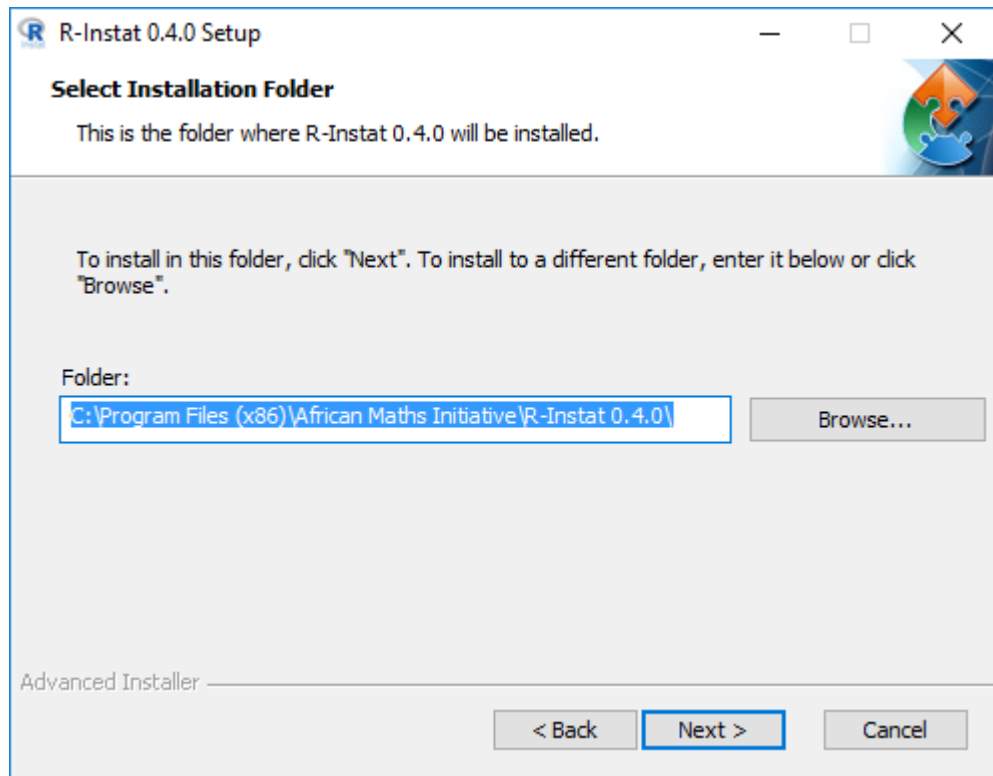 R-Instat 0.4.0 Setup
Select Installation Folder
This is the folder where R-Instat 0.4.0 will be installed.
To install in this folder, click "Next". To install to a different folder, enter it below or click
"Browse".
Folder:
C:\Program Files (x86)\African Maths Initiative\R-Instat 0.4.0\
Browse...
Advanced Installer
< Back
Next >
Cancel